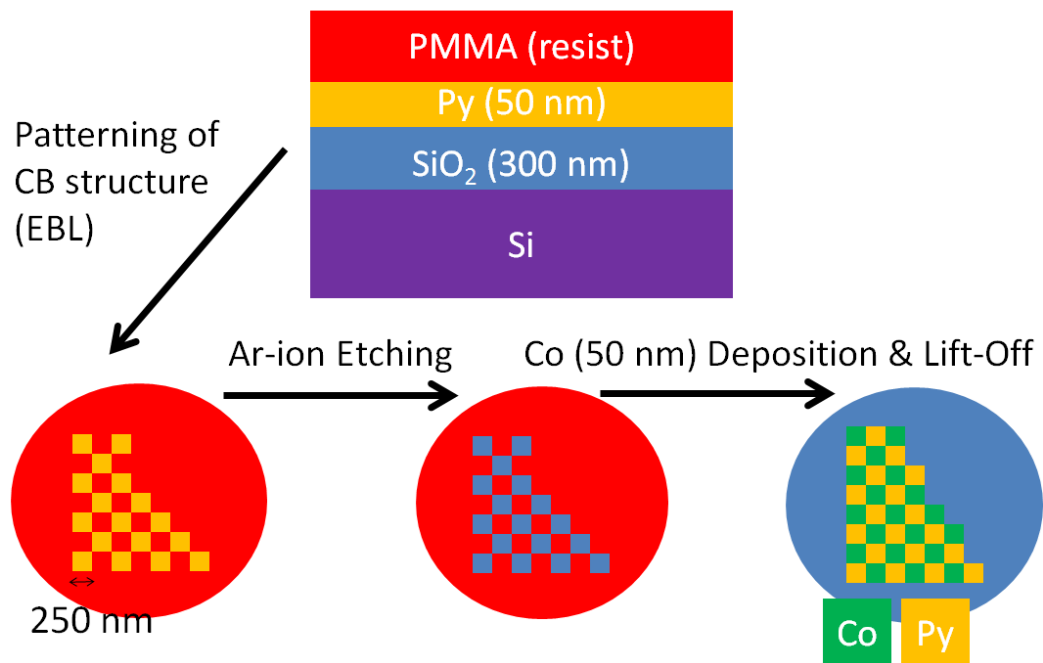 PMMA (resist)
Py (50 nm)
SiO₂ (300 nm)
Si
Patterning of
CB structure
(EBL)
Ar-ion Etching
Co (50 nm) Deposition & Lift-Off
250 nm
Co
Py